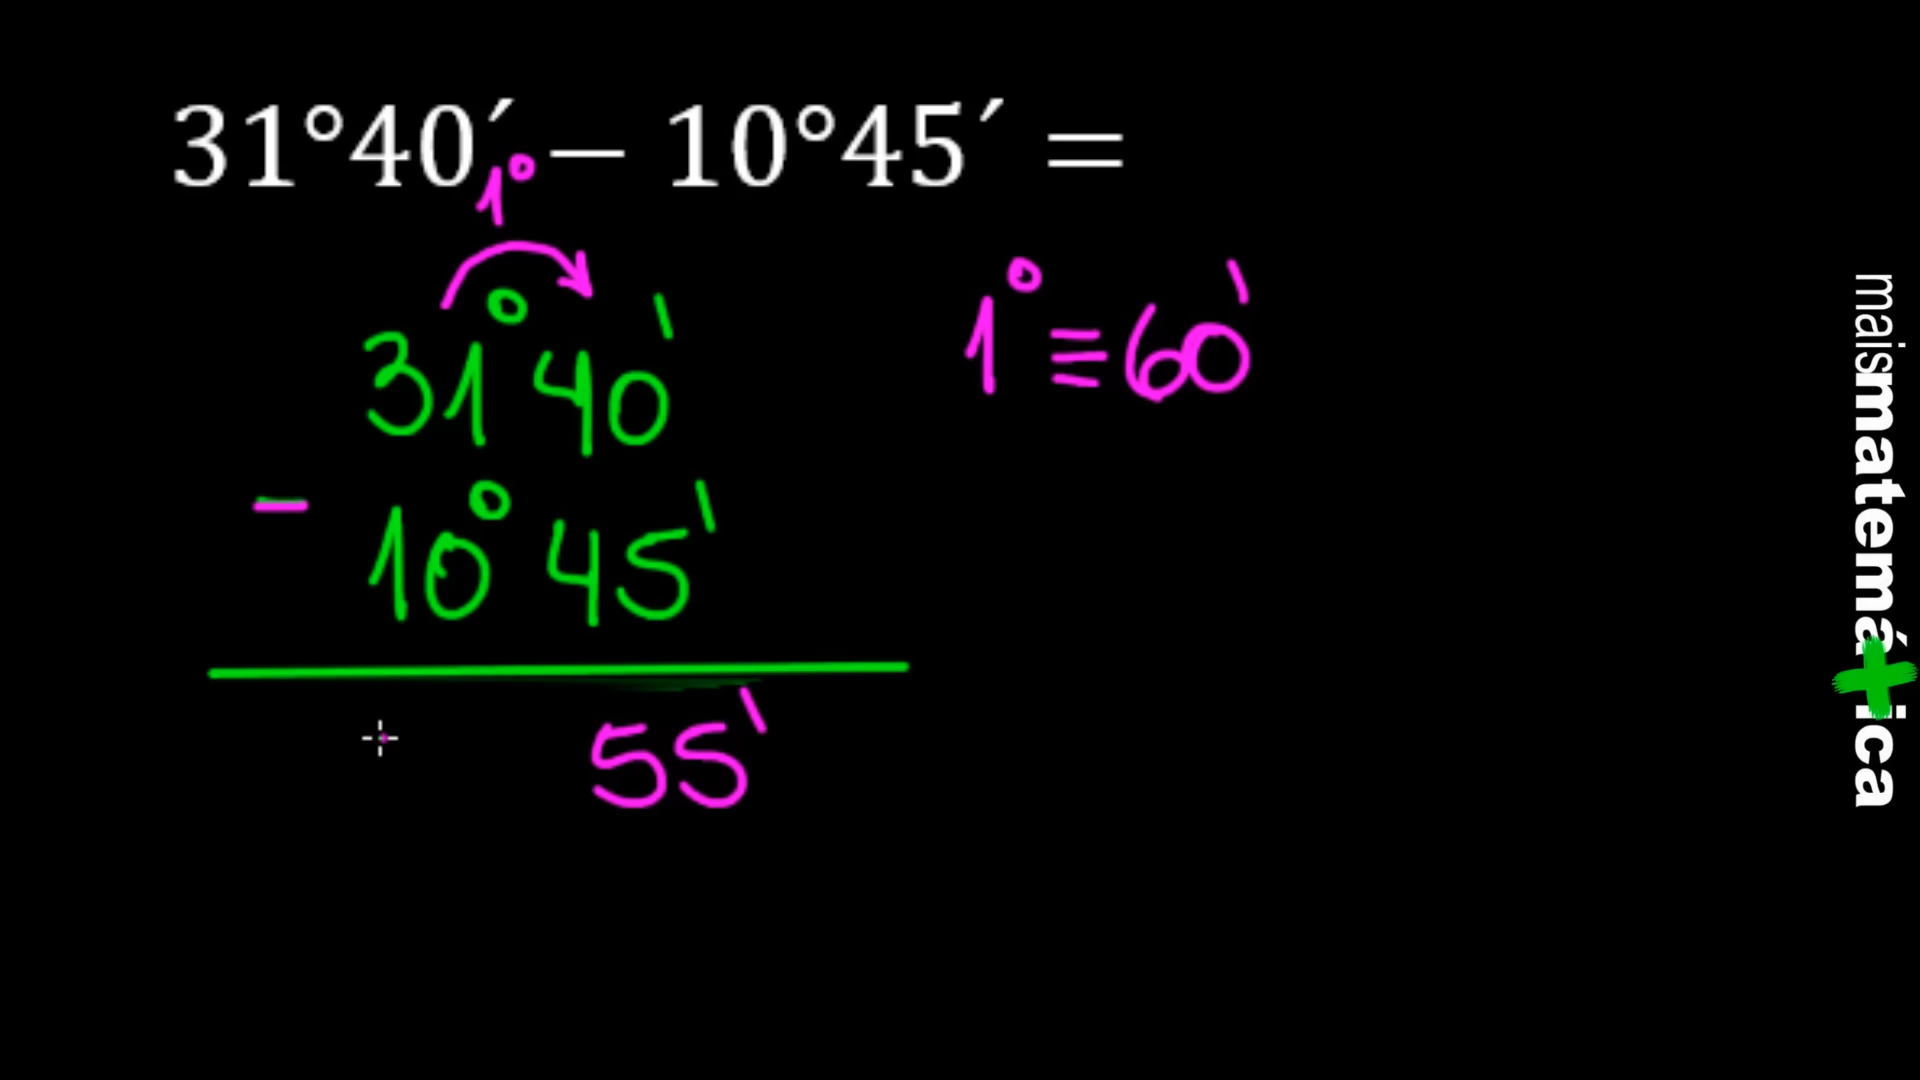 31°40′ − 10°45′ =
1°
31°40'
1°≡60'
− 10°45'
55'
maismatemática